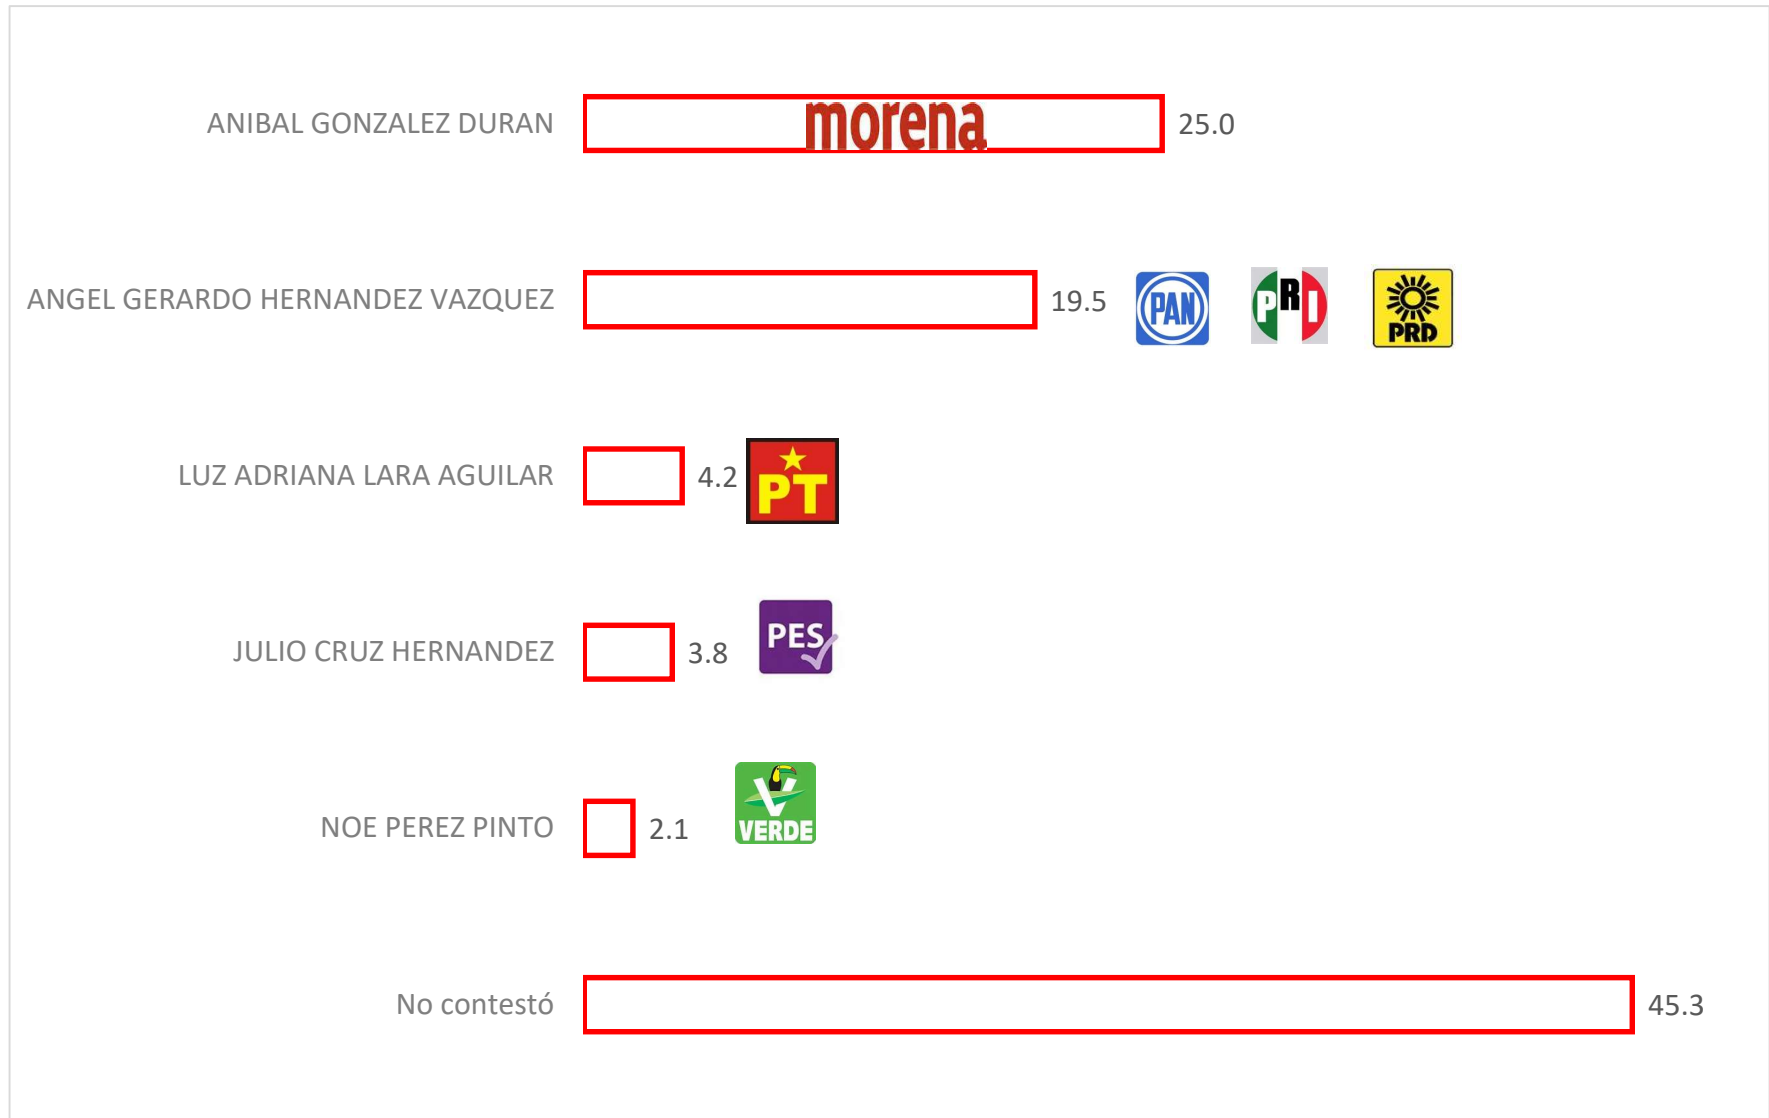 ANIBAL GONZALEZ DURAN morena 25.0
ANGEL GERARDO HERNANDEZ VAZQUEZ 19.5 PAN PRI PRD
LUZ ADRIANA LARA AGUILAR 4.2 PT
JULIO CRUZ HERNANDEZ 3.8 PES
NOE PEREZ PINTO 2.1 VERDE
No contestó 45.3